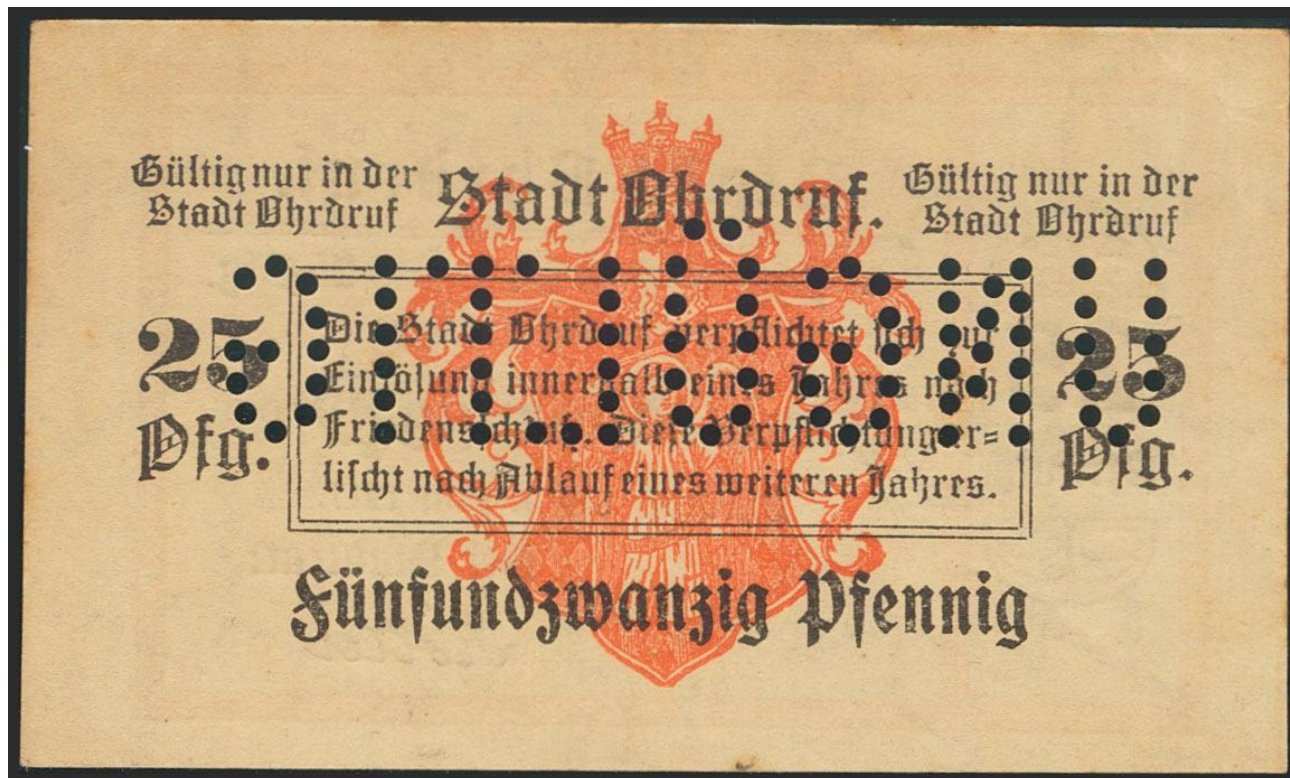 Gültig nur in der
Stadt Ohrdruf
Stadt Ohrdruf.
Gültig nur in der
Stadt Ohrdruf
UNGÜLTIG
25
Pfg.
Die Stadt Ohrdruf verpflichtet sich zur
Einlösung innerhalb eines Jahres nach
Friedensschluß. Diese Verpflichtung er=
lischt nach Ablauf eines weiteren Jahres.
25
Pfg.
Fünfundzwanzig Pfennig